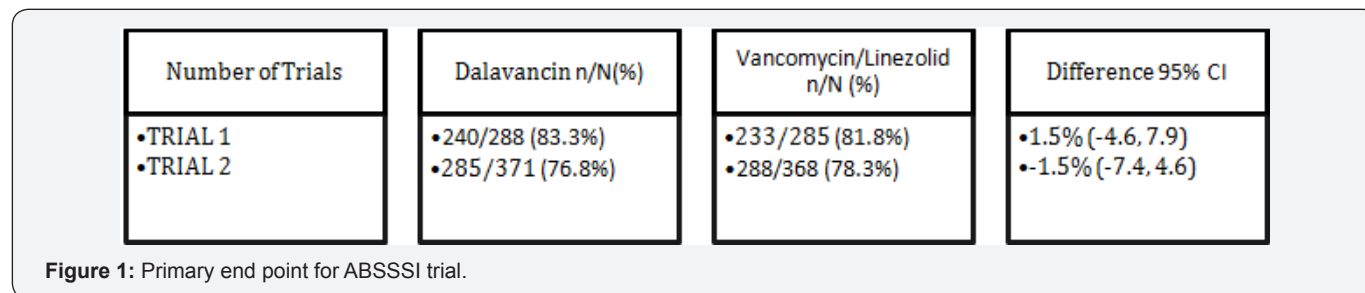 Number of Trials
•TRIAL 1
•TRIAL 2
Dalavancin n/N(%)
•240/288 (83.3%)
•285/371 (76.8%)
Vancomycin/Linezolid
n/N (%)
•233/285 (81.8%)
•288/368 (78.3%)
Difference 95% CI
•1.5% (-4.6, 7.9)
•-1.5% (-7.4, 4.6)
Figure 1: Primary end point for ABSSSI trial.